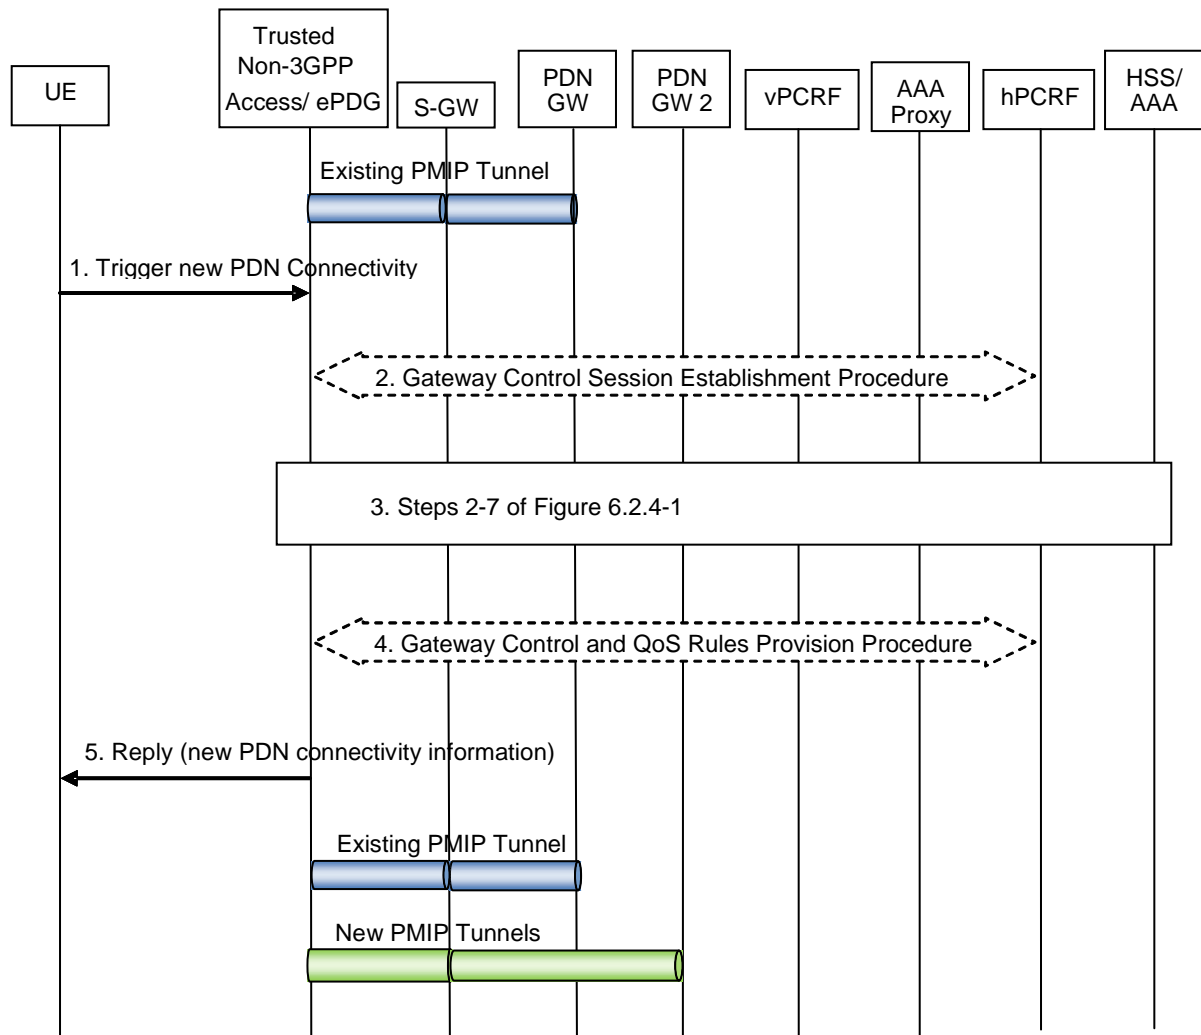 UE
Trusted
Non-3GPP
Access/ ePDG
S-GW
PDN
GW
PDN
GW 2
vPCRF
AAA
Proxy
hPCRF
HSS/
AAA
Existing PMIP Tunnel
1. Trigger new PDN Connectivity
2. Gateway Control Session Establishment Procedure
3. Steps 2-7 of Figure 6.2.4-1
4. Gateway Control and QoS Rules Provision Procedure
5. Reply (new PDN connectivity information)
Existing PMIP Tunnel
New PMIP Tunnels